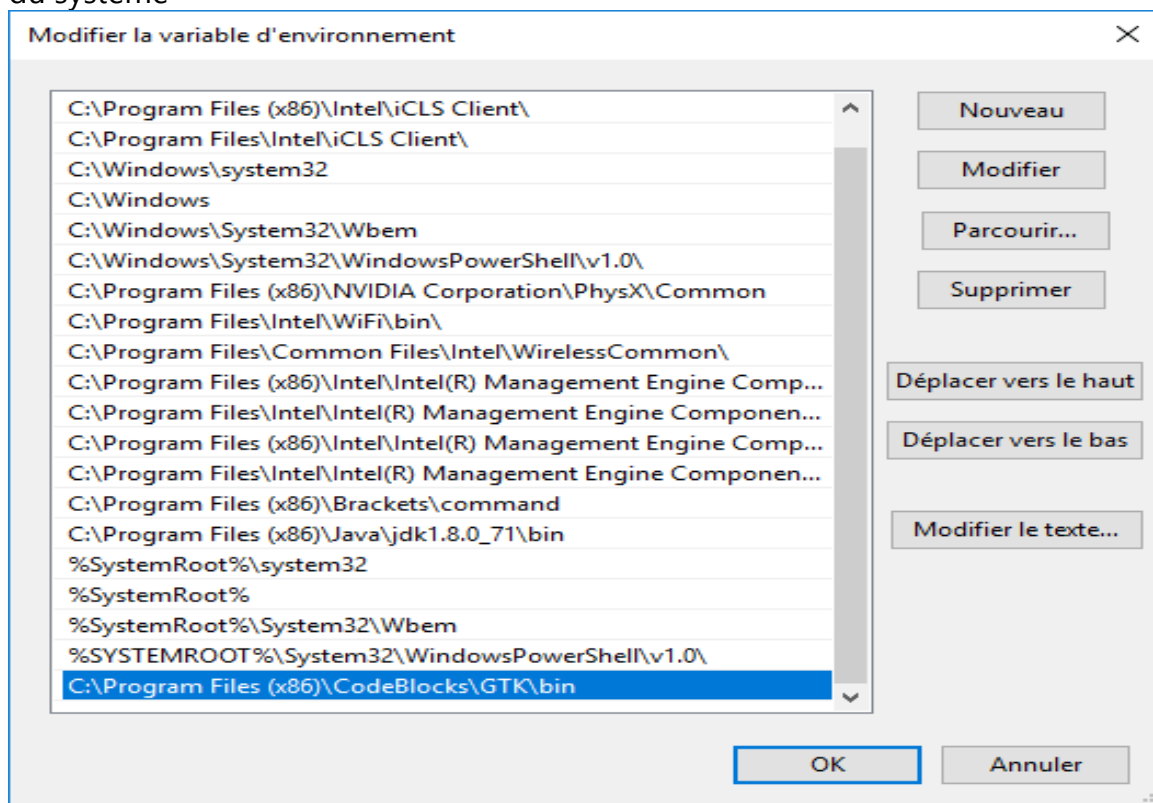 du système
Modifier la variable d'environnement
C:\Program Files (x86)\Intel\iCLS Client\
Nouveau
C:\Program Files\Intel\iCLS Client\
C:\Windows\system32
Modifier
C:\Windows
C:\Windows\System32\Wbem
Parcourir...
C:\Windows\System32\WindowsPowerShell\v1.0\
C:\Program Files (x86)\NVIDIA Corporation\PhysX\Common
Supprimer
C:\Program Files\Intel\WiFi\bin\
C:\Program Files\Common Files\Intel\WirelessCommon\
C:\Program Files (x86)\Intel\Intel(R) Management Engine Comp...
Déplacer vers le haut
C:\Program Files\Intel\Intel(R) Management Engine Componen...
C:\Program Files (x86)\Intel\Intel(R) Management Engine Comp...
Déplacer vers le bas
C:\Program Files\Intel\Intel(R) Management Engine Componen...
C:\Program Files (x86)\Brackets\command
C:\Program Files (x86)\Java\jdk1.8.0_71\bin
Modifier le texte...
%SystemRoot%\system32
%SystemRoot%
%SystemRoot%\System32\Wbem
%SYSTEMROOT%\System32\WindowsPowerShell\v1.0\
C:\Program Files (x86)\CodeBlocks\GTK\bin
OK
Annuler